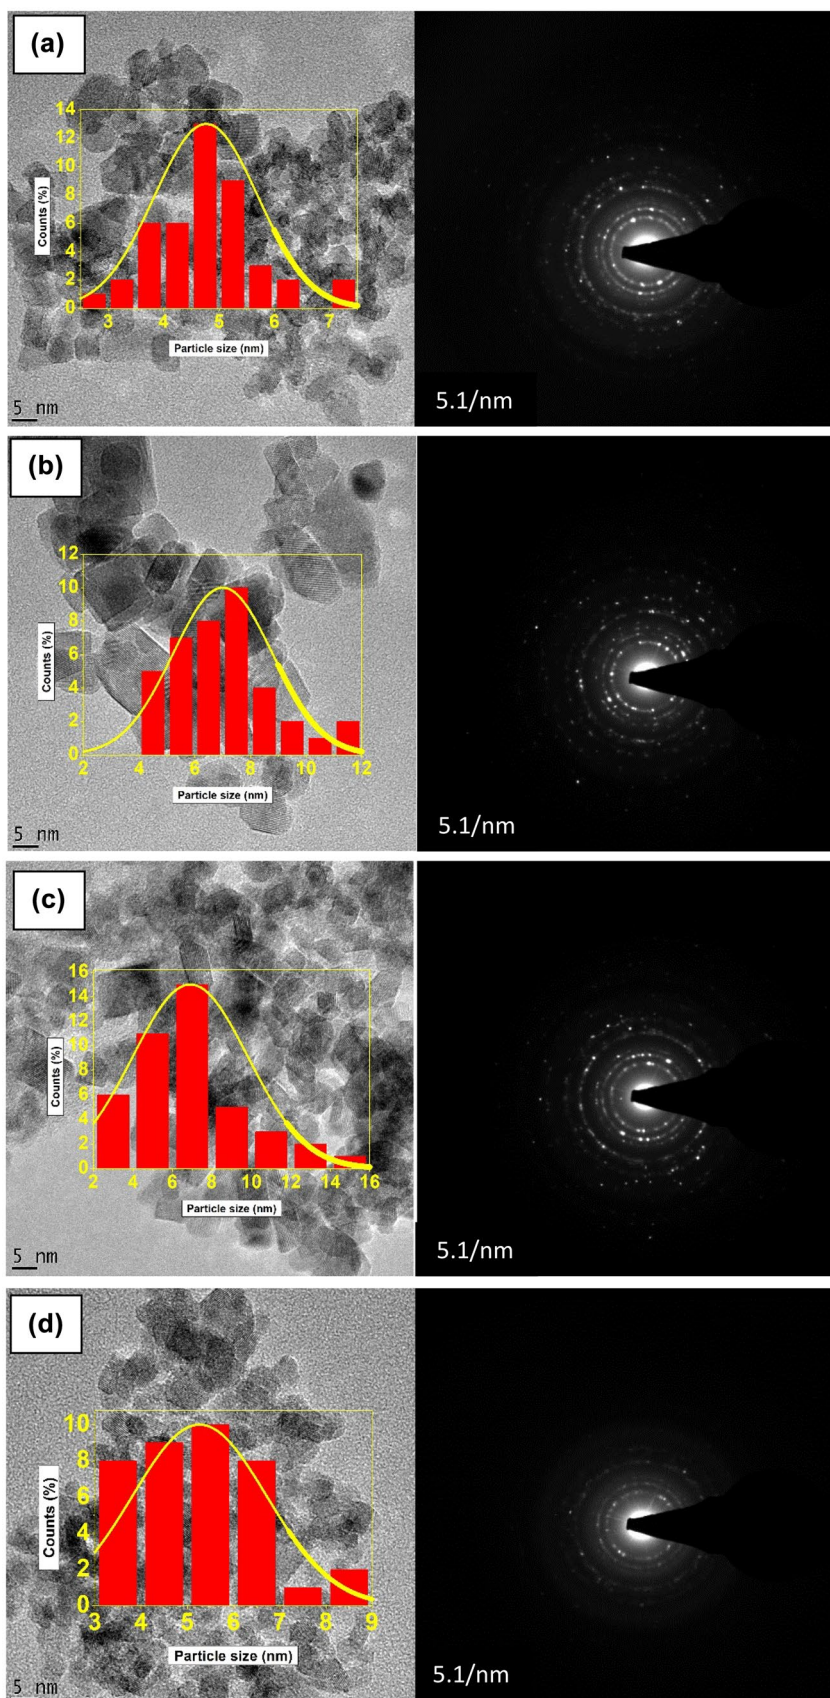 (a)
14
12
10
8
6
4
2
0
Counts (%)
3 4 5 6 7
Particle size (nm)
5 nm
5.1/nm
(b)
12
10
8
6
4
2
0
Counts (%)
2 4 6 8 10 12
Particle size (nm)
5 nm
5.1/nm
(c)
16
14
12
10
8
6
4
2
0
Counts (%)
2 4 6 8 10 12 14 16
Particle size (nm)
5 nm
5.1/nm
(d)
10
8
6
4
2
0
Counts (%)
3 4 5 6 7 8 9
Particle size (nm)
5 nm
5.1/nm